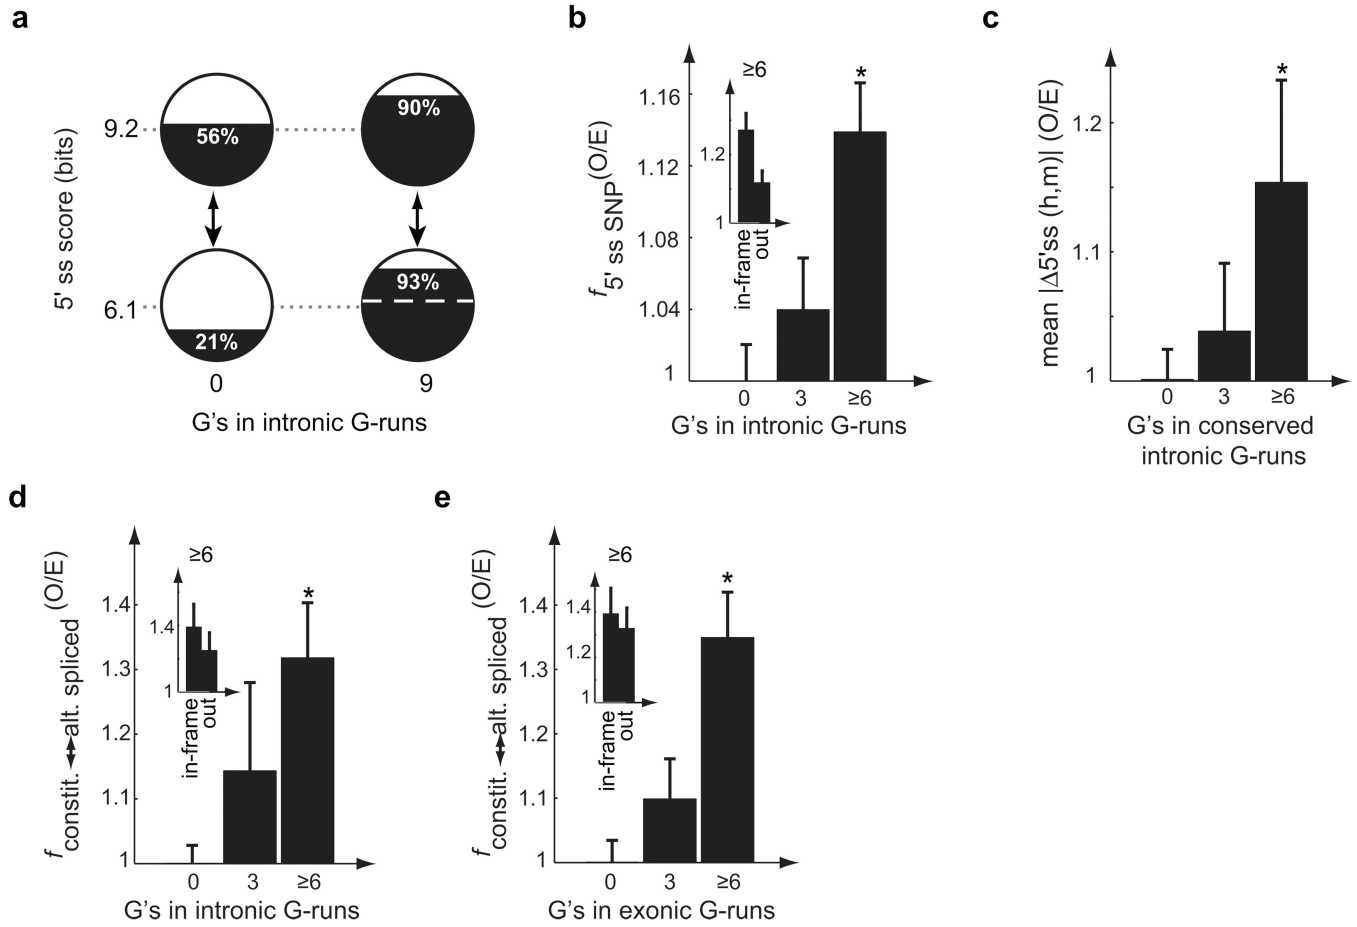 a
5' ss score (bits)
9.2
56%
90%
6.1
21%
93%
0
9
G's in intronic G-runs
b
f 5' ss SNP (O/E)
1.16
1.12
1.08
1.04
1
≥6
1.2
1
in-frame
out
*
0
3
≥6
G's in intronic G-runs
c
mean |Δ5'ss (h,m)| (O/E)
1.2
1.1
1
*
0
3
≥6
G's in conserved
intronic G-runs
d
f constit. ↔ alt. spliced (O/E)
1.4
1.3
1.2
1.1
1
≥6
1.4
1
in-frame
out
*
0
3
≥6
G's in intronic G-runs
e
f constit. ↔ alt. spliced (O/E)
1.4
1.3
1.2
1.1
1
≥6
1.4
1.2
1
in-frame
out
*
0
3
≥6
G's in exonic G-runs